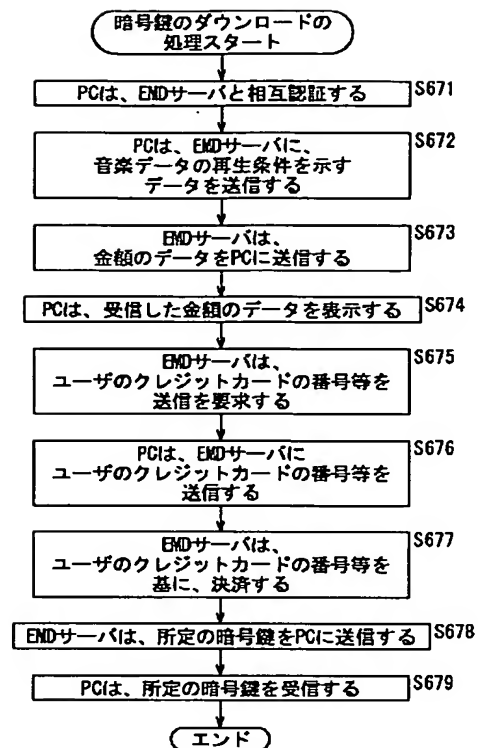 暗号鍵のダウンロードの
処理スタート
PCは、EMDサーバと相互認証する
S671
PCは、EMDサーバに、
音楽データの再生条件を示す
データを送信する
S672
EMDサーバは、
金額のデータをPCに送信する
S673
PCは、受信した金額のデータを表示する
S674
EMDサーバは、
ユーザのクレジットカードの番号等を
送信を要求する
S675
PCは、EMDサーバに
ユーザのクレジットカードの番号等を
送信する
S676
EMDサーバは、
ユーザのクレジットカードの番号等を
基に、決済する
S677
EMDサーバは、所定の暗号鍵をPCに送信する
S678
PCは、所定の暗号鍵を受信する
S679
エンド